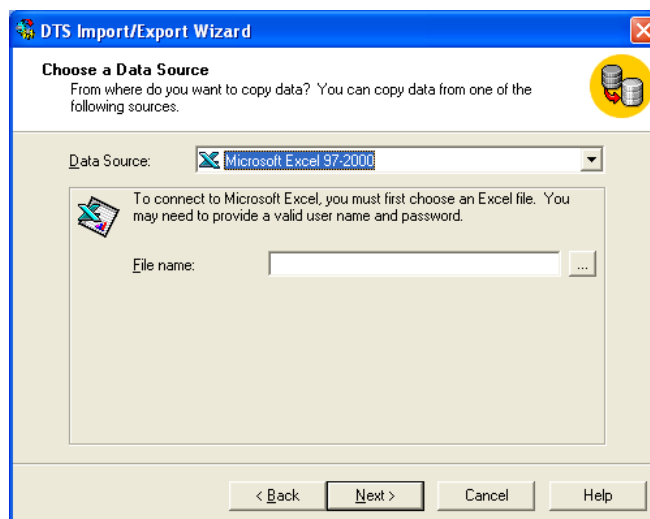 DTS Import/Export Wizard
Choose a Data Source
From where do you want to copy data? You can copy data from one of the
following sources.
Data Source:
Microsoft Excel 97-2000
To connect to Microsoft Excel, you must first choose an Excel file. You
may need to provide a valid user name and password.
File name:
...
< Back
Next >
Cancel
Help